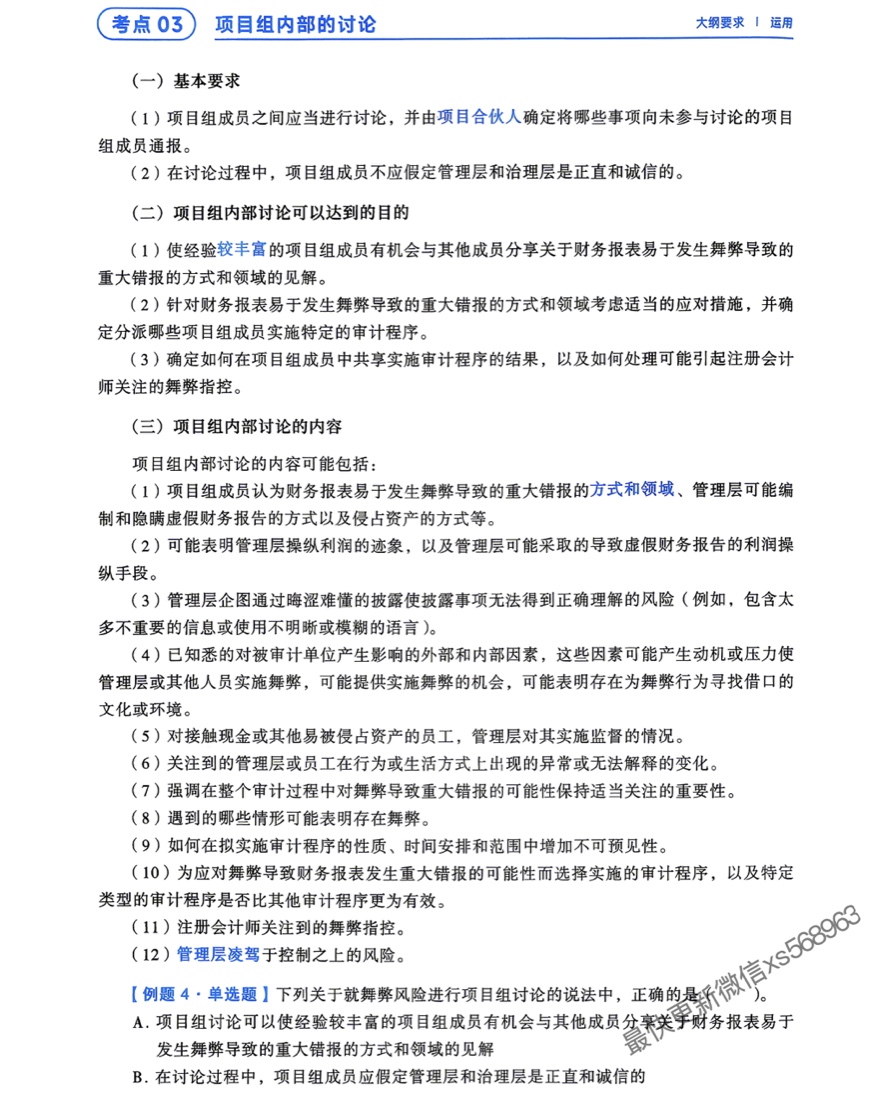 考点 03 项目组内部的讨论 大纲要求 | 运用
（一）基本要求
（1）项目组成员之间应当进行讨论，并由项目合伙人确定将哪些事项向未参与讨论的项目
组成员通报。
（2）在讨论过程中，项目组成员不应假定管理层和治理层是正直和诚信的。
（二）项目组内部讨论可以达到的目的
（1）使经验较丰富的项目组成员有机会与其他成员分享关于财务报表易于发生舞弊导致的
重大错报的方式和领域的见解。
（2）针对财务报表易于发生舞弊导致的重大错报的方式和领域考虑适当的应对措施，并确
定分派哪些项目组成员实施特定的审计程序。
（3）确定如何在项目组成员中共享实施审计程序的结果，以及如何处理可能引起注册会计
师关注的舞弊指控。
（三）项目组内部讨论的内容
项目组内部讨论的内容可能包括：
（1）项目组成员认为财务报表易于发生舞弊导致的重大错报的方式和领域、管理层可能编
制和隐瞒虚假财务报告的方式以及侵占资产的方式等。
（2）可能表明管理层操纵利润的迹象，以及管理层可能采取的导致虚假财务报告的利润操
纵手段。
（3）管理层企图通过晦涩难懂的披露使披露事项无法得到正确理解的风险（例如，包含太
多不重要的信息或使用不明晰或模糊的语言）。
（4）已知悉的对被审计单位产生影响的外部和内部因素，这些因素可能产生动机或压力使
管理层或其他人员实施舞弊，可能提供实施舞弊的机会，可能表明存在为舞弊行为寻找借口的
文化或环境。
（5）对接触现金或其他易被侵占资产的员工，管理层对其实施监督的情况。
（6）关注到的管理层或员工在行为或生活方式上出现的异常或无法解释的变化。
（7）强调在整个审计过程中对舞弊导致重大错报的可能性保持适当关注的重要性。
（8）遇到的哪些情形可能表明存在舞弊。
（9）如何在拟实施审计程序的性质、时间安排和范围中增加不可预见性。
（10）为应对舞弊导致财务报表发生重大错报的可能性而选择实施的审计程序，以及特定
类型的审计程序是否比其他审计程序更为有效。
（11）注册会计师关注到的舞弊指控。
（12）管理层凌驾于控制之上的风险。
【例题 4·单选题】下列关于就舞弊风险进行项目组讨论的说法中，正确的是（ ）。
A. 项目组讨论可以使经验较丰富的项目组成员有机会与其他成员分享关于财务报表易于
发生舞弊导致的重大错报的方式和领域的见解
B. 在讨论过程中，项目组成员应假定管理层和治理层是正直和诚信的
最快更新微信xs568963